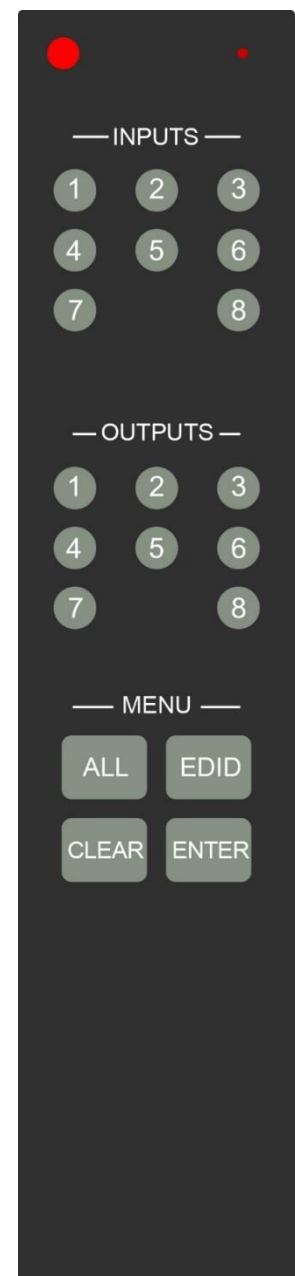 INPUTS
1 2 3
4 5 6
7 8
OUTPUTS
1 2 3
4 5 6
7 8
MENU
ALL EDID
CLEAR ENTER